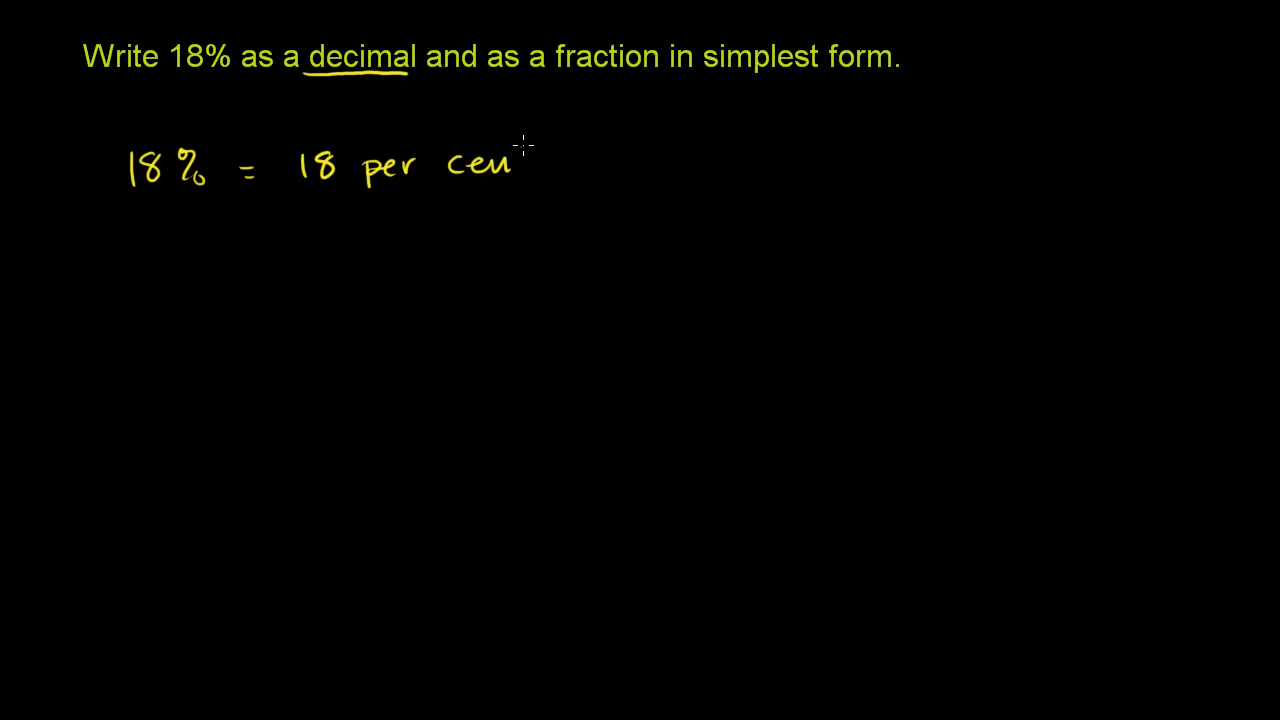 Write 18% as a decimal and as a fraction in simplest form.
18% = 18 per cen